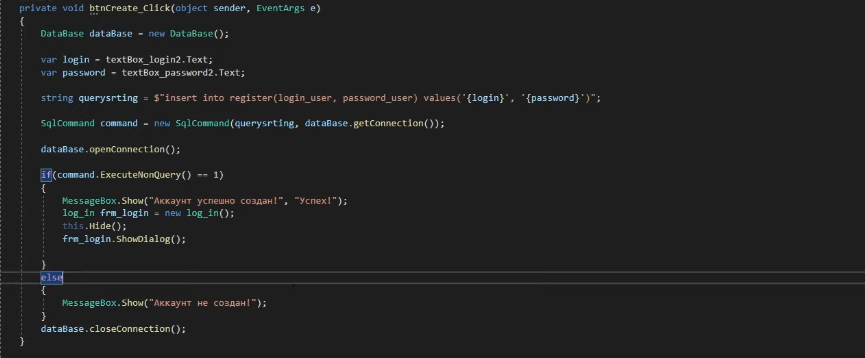 private void btnCreate_Click(object sender, EventArgs e)
{
DataBase dataBase = new DataBase();
var login = textBox_login2.Text;
var password = textBox_password2.Text;
string querysrting = $"insert into register(login_user, password_user) values('{login}', '{password}')";
SqlCommand command = new SqlCommand(querysrting, dataBase.getConnection());
dataBase.openConnection();
if(command.ExecuteNonQuery() == 1)
{
MessageBox.Show("Аккаунт успешно создан!", "Успех!");
log_in frm_login = new log_in();
this.Hide();
frm_login.ShowDialog();
}
else
{
MessageBox.Show("Аккаунт не создан!");
}
dataBase.closeConnection();
}